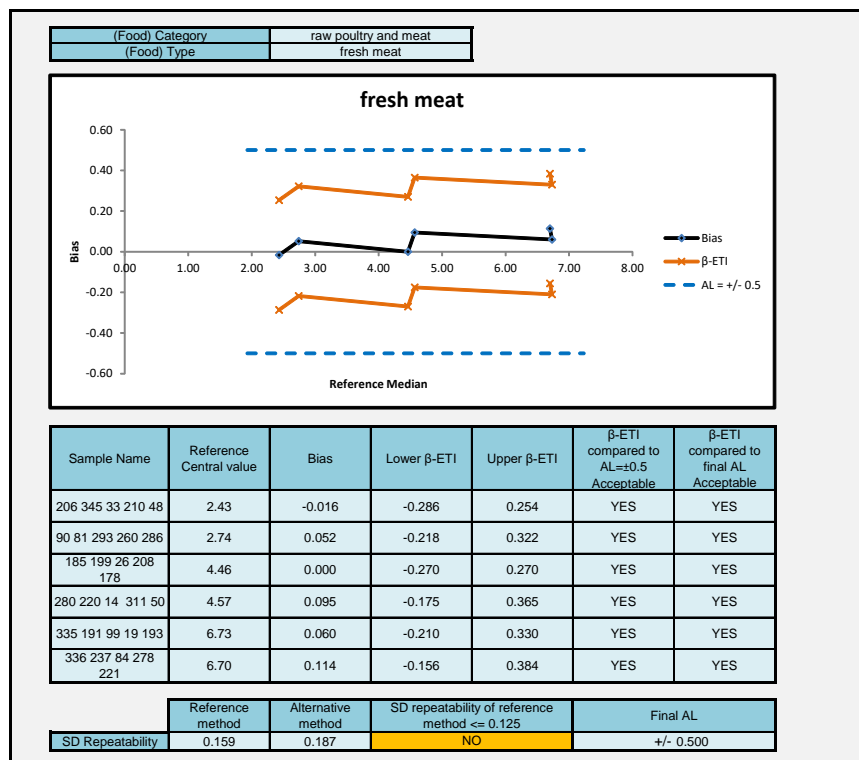 (Food) Category raw poultry and meat
(Food) Type fresh meat
fresh meat
0.60
0.40
0.20
0.00
-0.20
-0.40
-0.60
Bias
0.00 1.00 2.00 3.00 4.00 5.00 6.00 7.00 8.00
Reference Median
Bias
β-ETI
AL = +/- 0.5
Sample Name Reference Central value Bias Lower β-ETI Upper β-ETI β-ETI compared to AL=±0.5 Acceptable β-ETI compared to final AL Acceptable
206 345 33 210 48 2.43 -0.016 -0.286 0.254 YES YES
90 81 293 260 286 2.74 0.052 -0.218 0.322 YES YES
185 199 26 208 178 4.46 0.000 -0.270 0.270 YES YES
280 220 14 311 50 4.57 0.095 -0.175 0.365 YES YES
335 191 99 19 193 6.73 0.060 -0.210 0.330 YES YES
336 237 84 278 221 6.70 0.114 -0.156 0.384 YES YES
Reference method Alternative method SD repeatability of reference method <= 0.125 Final AL
SD Repeatability 0.159 0.187 NO +/- 0.500